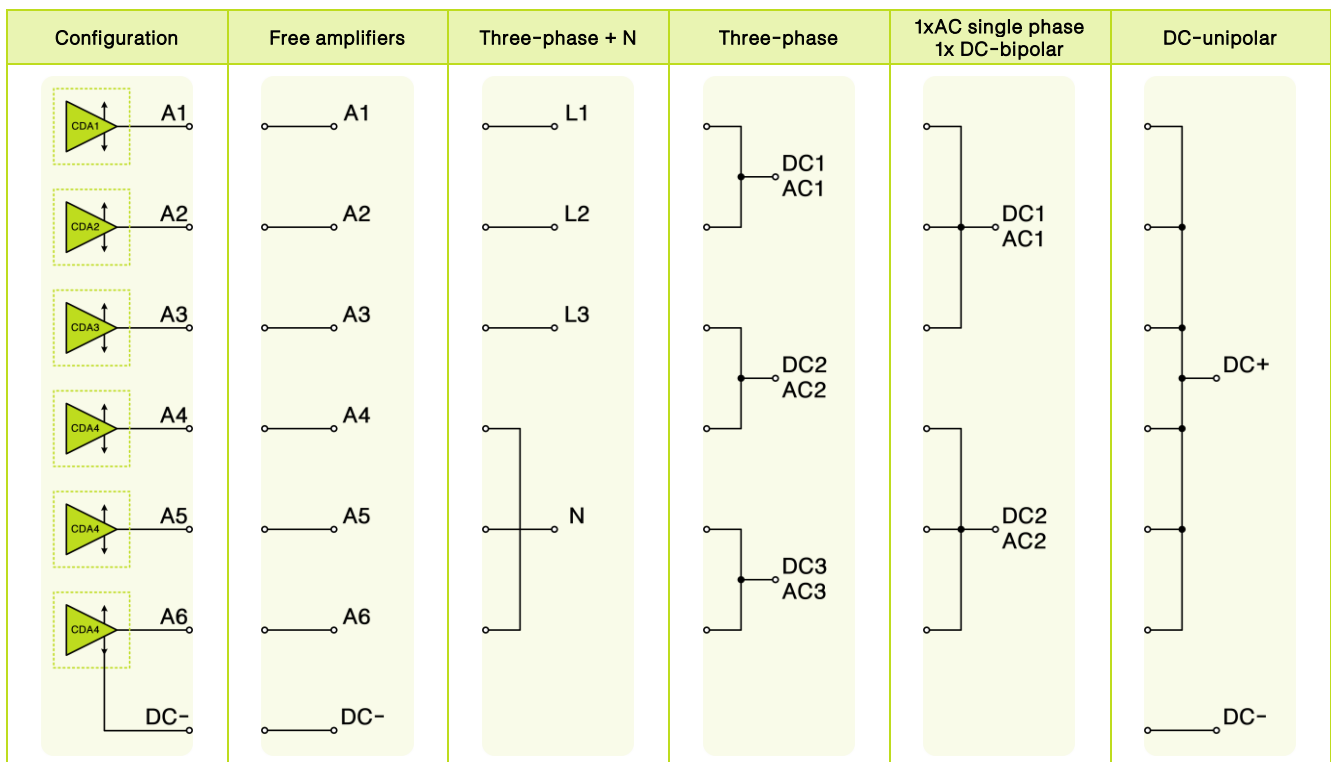 Configuration
Free amplifiers
Three-phase + N
Three-phase
1xAC single phase
1x DC-bipolar
DC-unipolar
CDA1
A1
CDA2
A2
CDA3
A3
CDA4
A4
CDA4
A5
CDA4
A6
DC-
A1
A2
A3
A4
A5
A6
DC-
L1
L2
L3
N
DC1
AC1
DC2
AC2
DC3
AC3
DC1
AC1
DC2
AC2
DC+
DC-